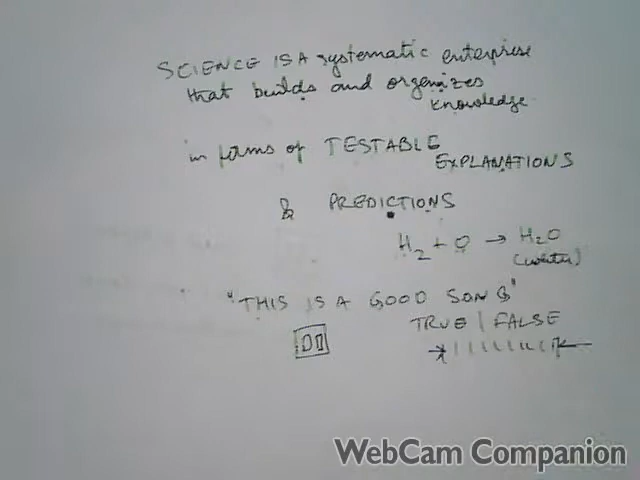 SCIENCE IS A systematic enterprise
that builds and organizes
knowledge
in forms of TESTABLE
EXPLANATIONS
& PREDICTIONS
H2 + O → H2O
(water)
"THIS IS A GOOD SONG"
TRUE | FALSE
WebCam Companion